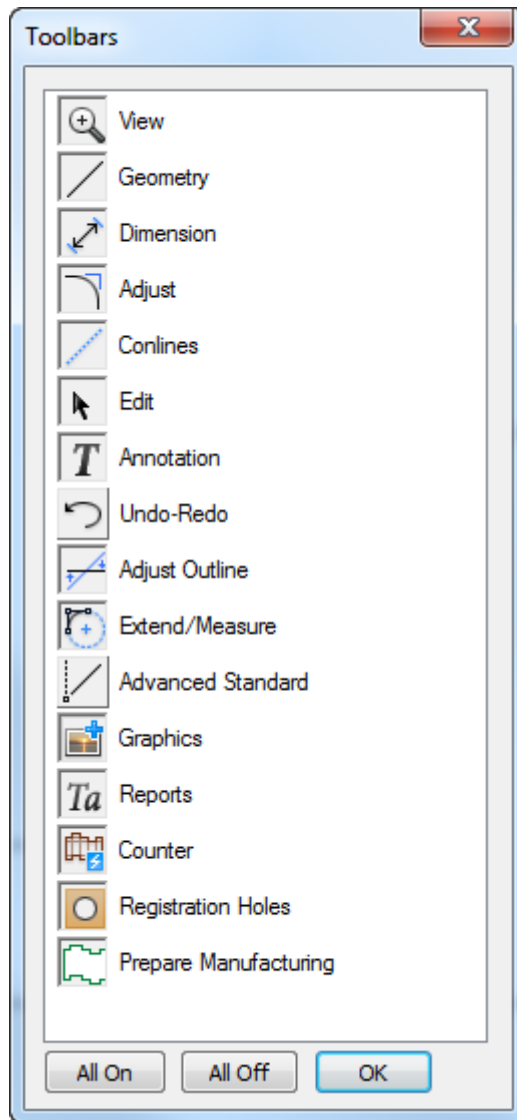 Toolbars
View
Geometry
Dimension
Adjust
Conlines
Edit
T Annotation
Undo-Redo
Adjust Outline
Extend/Measure
Advanced Standard
Graphics
Ta Reports
Counter
Registration Holes
Prepare Manufacturing
All On All Off OK